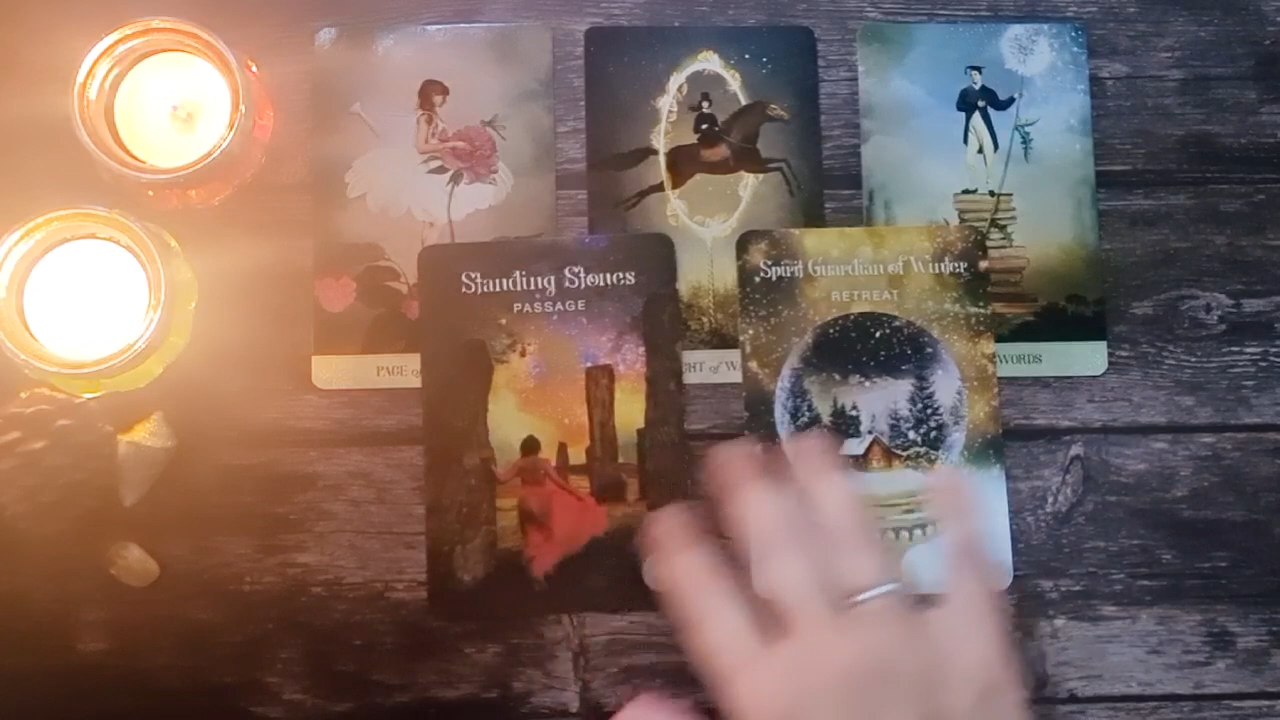 Standing Stones
PASSAGE
Spirit Guardian of Winter
RETREAT
PAGE
WORDS